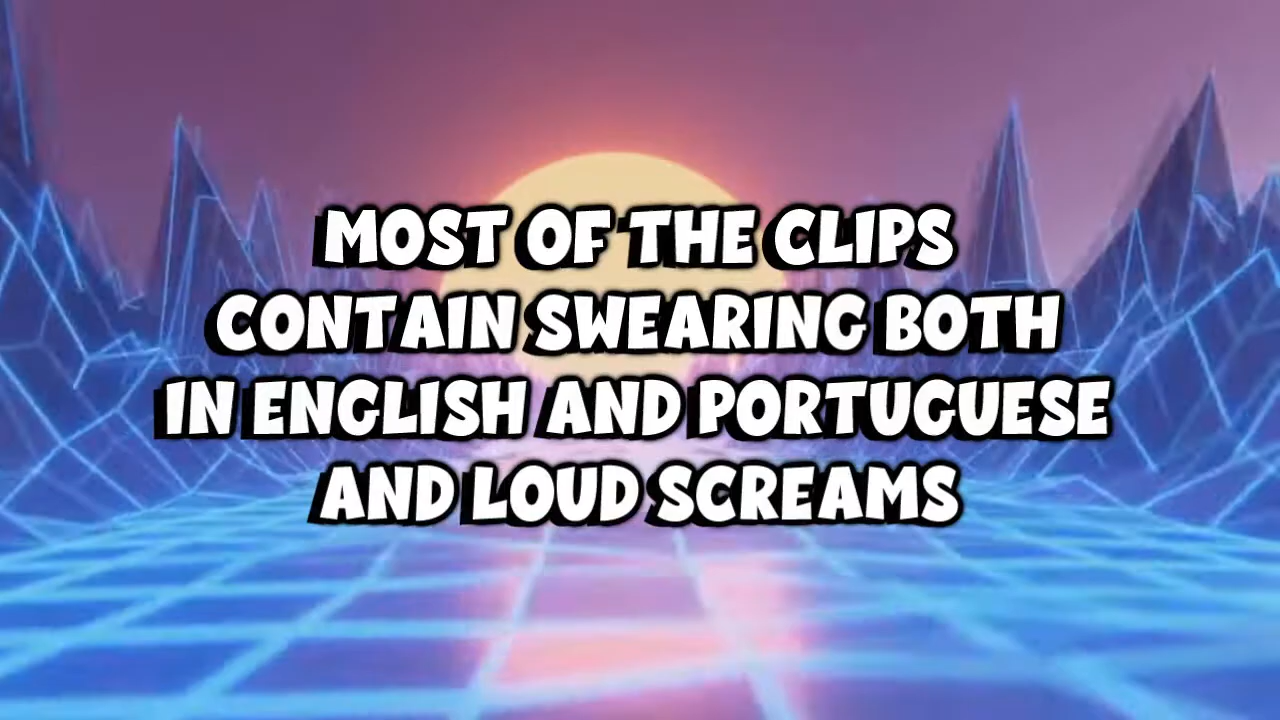 MOST OF THE CLIPS
CONTAIN SWEARING BOTH
IN ENGLISH AND PORTUGUESE
AND LOUD SCREAMS